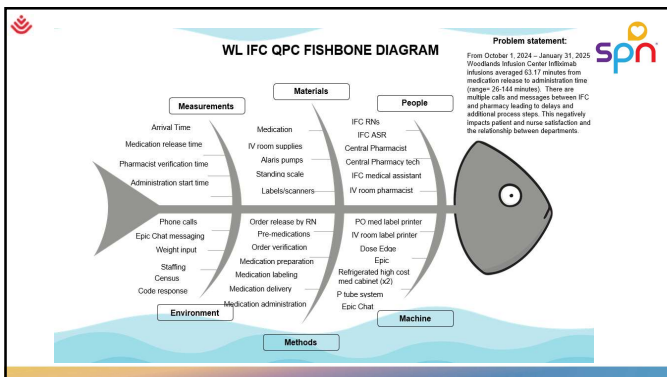 WL IFC QPC FISHBONE DIAGRAM
Problem statement:
From October 1, 2024 – January 31, 2025
Woodlands Infusion Center Infliximab
infusions averaged 63.17 minutes from
medication release to administration time
(range= 26-144 minutes). There are
multiple calls and messages between IFC
and pharmacy leading to delays and
additional process steps. This negatively
impacts patient and nurse satisfaction and
the relationship between departments.
spn
Measurements
Arrival Time
Medication release time
Pharmacist verification time
Administration start time
Materials
Medication
IV room supplies
Alaris pumps
Standing scale
Labels/scanners
People
IFC RNs
IFC ASR
Central Pharmacist
Central Pharmacy tech
IFC medical assistant
IV room pharmacist
Phone calls
Epic Chat messaging
Weight input
Staffing
Census
Code response
Environment
Order release by RN
Pre-medications
Order verification
Medication preparation
Medication labeling
Medication delivery
Medication administration
Methods
PO med label printer
IV room label printer
Dose Edge
Epic
Refrigerated high cost
med cabinet (x2)
P tube system
Epic Chat
Machine